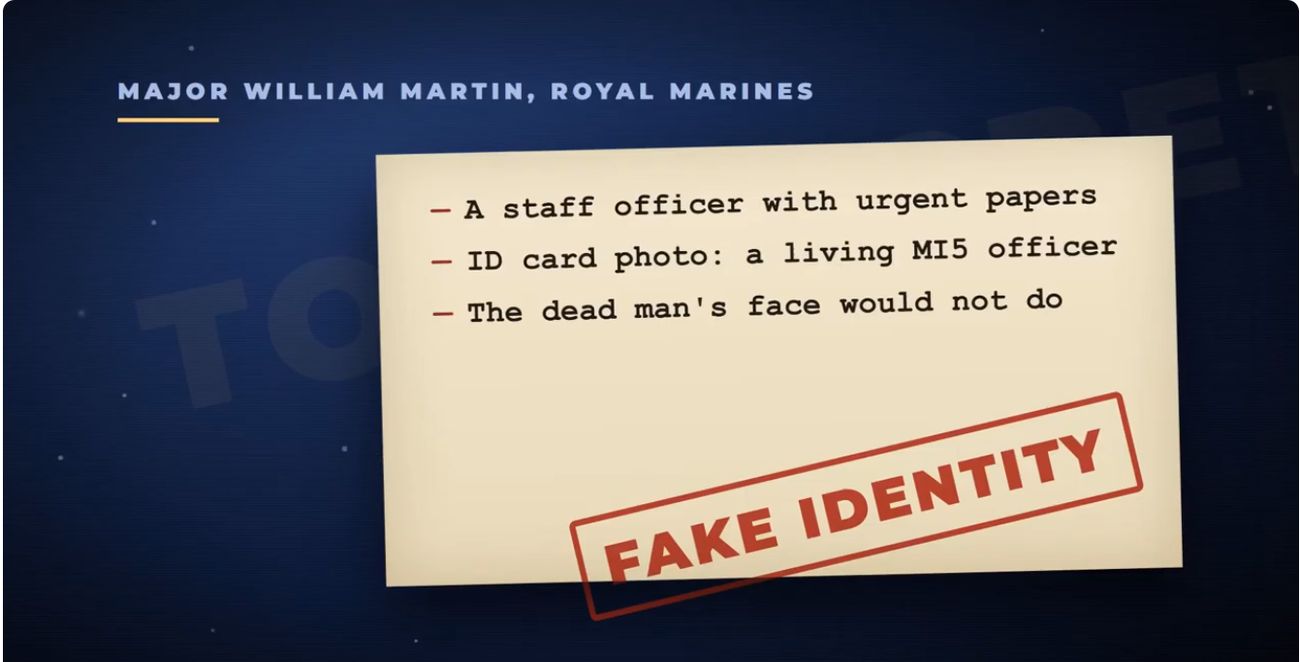 MAJOR WILLIAM MARTIN, ROYAL MARINES
— A staff officer with urgent papers
— ID card photo: a living MI5 officer
— The dead man's face would not do
FAKE IDENTITY